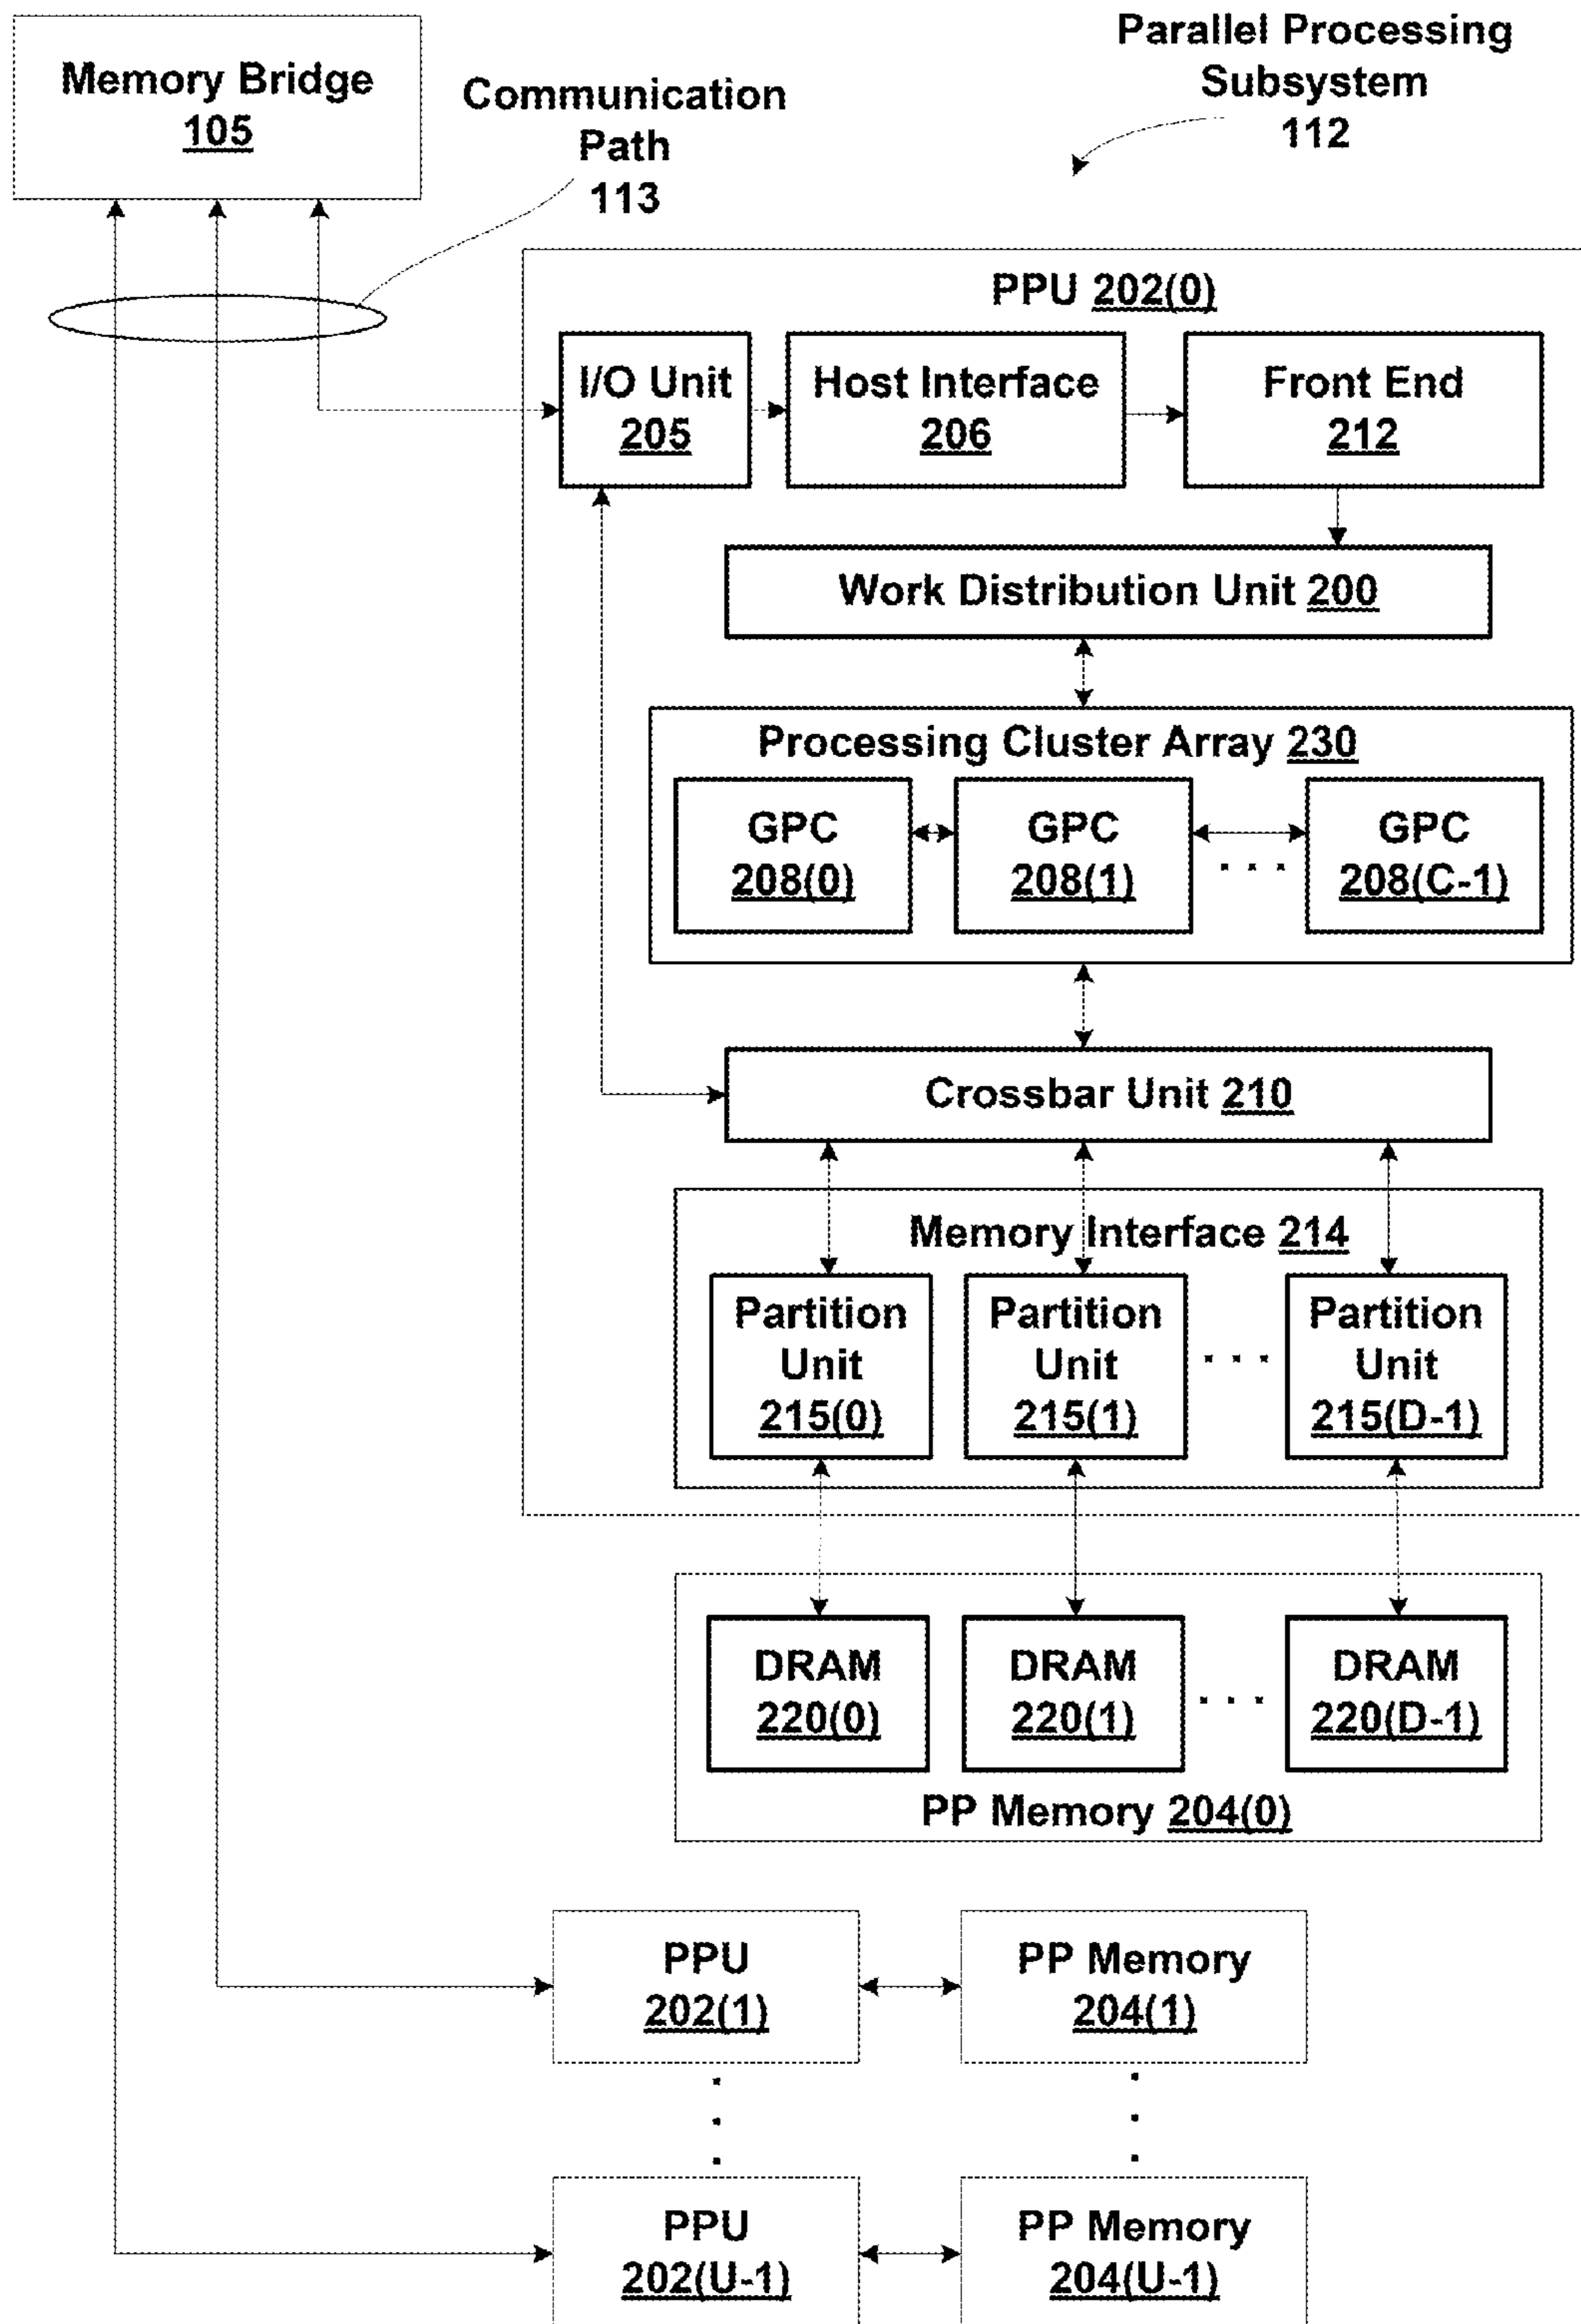 Memory Bridge
105
Communication
Path
113
Parallel Processing
Subsystem
112
PPU 202(0)
I/O Unit
205
Host Interface
206
Front End
212
Work Distribution Unit 200
Processing Cluster Array 230
GPC
208(0)
GPC
208(1)
. . .
GPC
208(C-1)
Crossbar Unit 210
Memory Interface 214
Partition
Unit
215(0)
Partition
Unit
215(1)
. . .
Partition
Unit
215(D-1)
DRAM
220(0)
DRAM
220(1)
. . .
DRAM
220(D-1)
PP Memory 204(0)
PPU
202(1)
PP Memory
204(1)
PPU
202(U-1)
PP Memory
204(U-1)